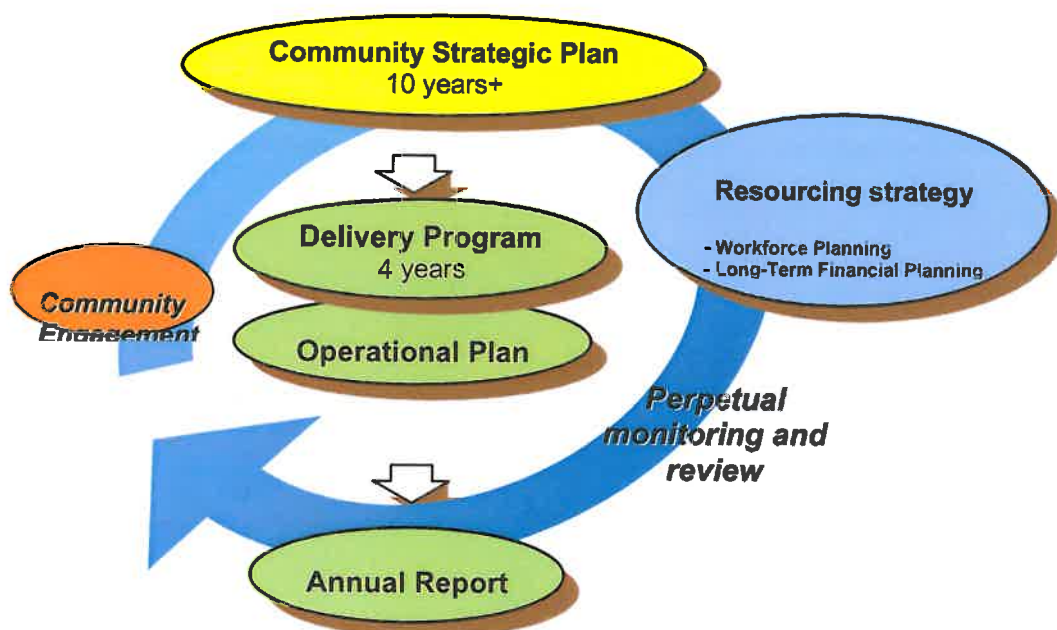 Community Strategic Plan
10 years+
Resourcing strategy
- Workforce Planning
- Long-Term Financial Planning
Delivery Program
4 years
Community
Engagement
Operational Plan
Perpetual
monitoring and
review
Annual Report